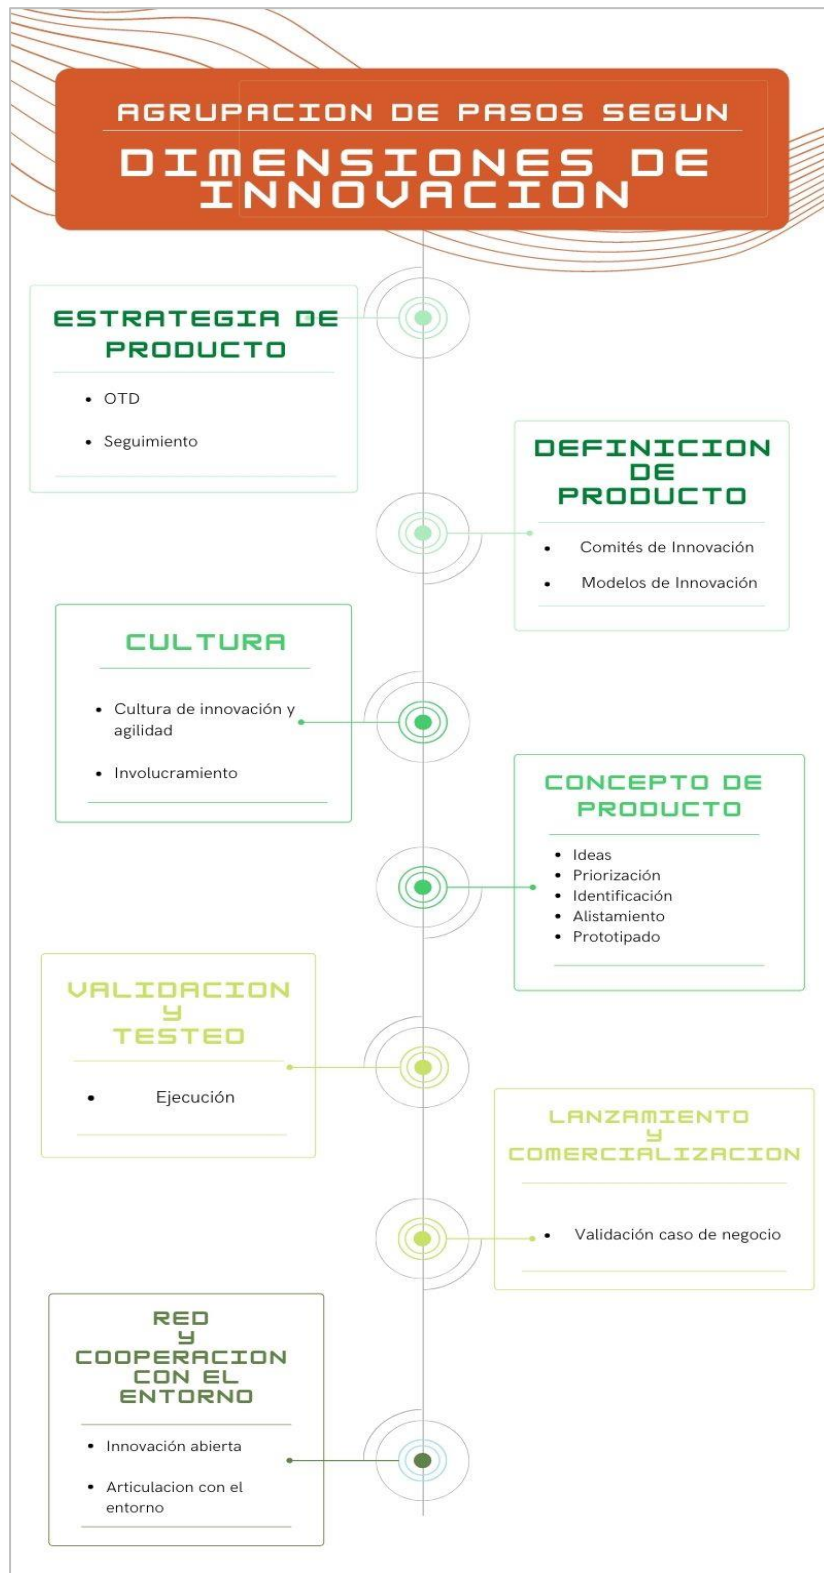 AGRUPACION DE PASOS SEGUN
DIMENSIONES DE
INNOVACION
ESTRATEGIA DE
PRODUCTO
• OTD
• Seguimiento
DEFINICION
DE
PRODUCTO
• Comités de Innovación
• Modelos de Innovación
CULTURA
• Cultura de innovación y
agilidad
• Involucramiento
CONCEPTO DE
PRODUCTO
• Ideas
• Priorización
• Identificación
• Alistamiento
• Prototipado
VALIDACION
Y
TESTEO
• Ejecución
LANZAMIENTO
Y
COMERCIALIZACION
• Validación caso de negocio
RED
Y
COOPERACION
CON EL
ENTORNO
• Innovación abierta
• Articulacion con el
entorno